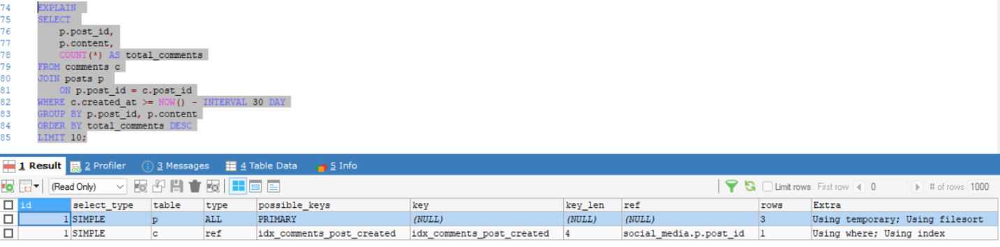 74 EXPLAIN
75 SELECT
76 p.post_id,
77 p.content,
78 COUNT(*) AS total_comments
79 FROM comments c
80 JOIN posts p
81 ON p.post_id = c.post_id
82 WHERE c.created_at >= NOW() - INTERVAL 30 DAY
83 GROUP BY p.post_id, p.content
84 ORDER BY total_comments DESC
85 LIMIT 10;
1 Result 2 Profiler 3 Messages 4 Table Data 5 Info
(Read Only) Limit rows First row 0 # of rows 1000
id select_type table type possible_keys key key_len ref rows Extra
1 SIMPLE p ALL PRIMARY (NULL) (NULL) (NULL) 3 Using temporary; Using filesort
1 SIMPLE c ref idx_comments_post_created idx_comments_post_created 4 social_media.p.post_id 1 Using where; Using index